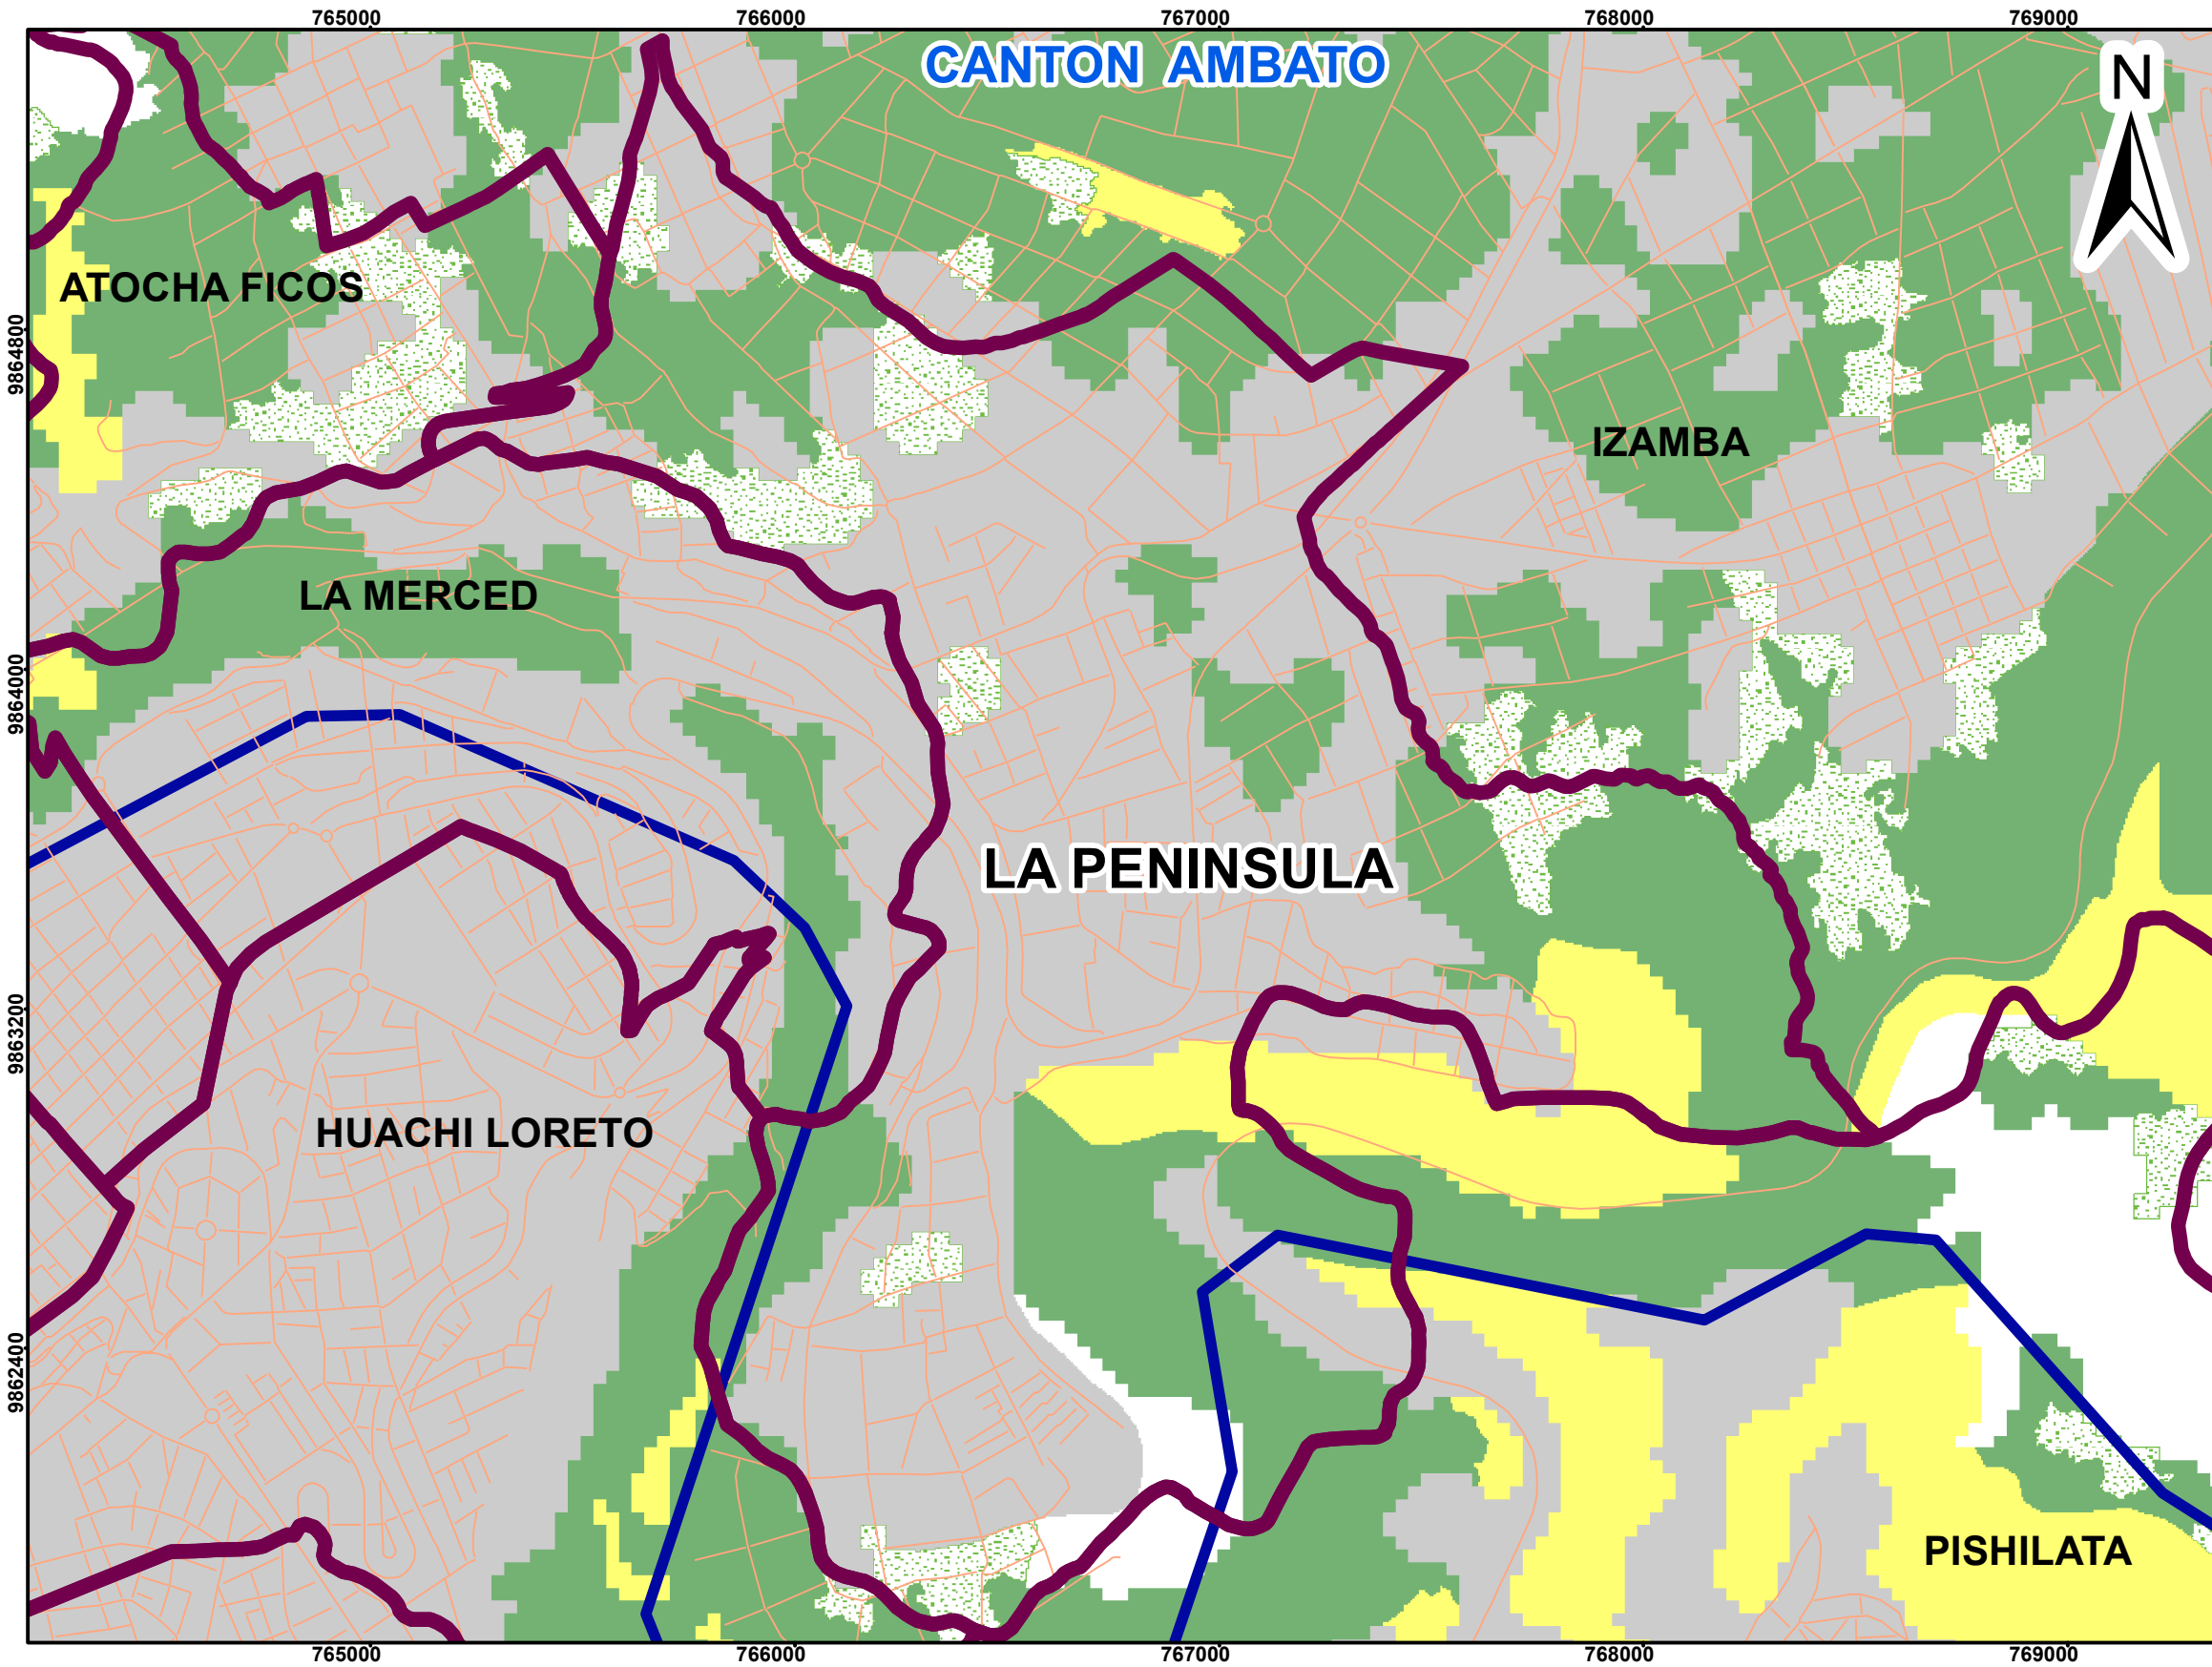 765000 766000 767000 768000 769000
CANTON AMBATO
N
ATOCHA FICOS
9864800
IZAMBA
LA MERCED
9864000
LA PENINSULA
9863200
HUACHI LORETO
9862400
PISHILATA
765000 766000 767000 768000 769000